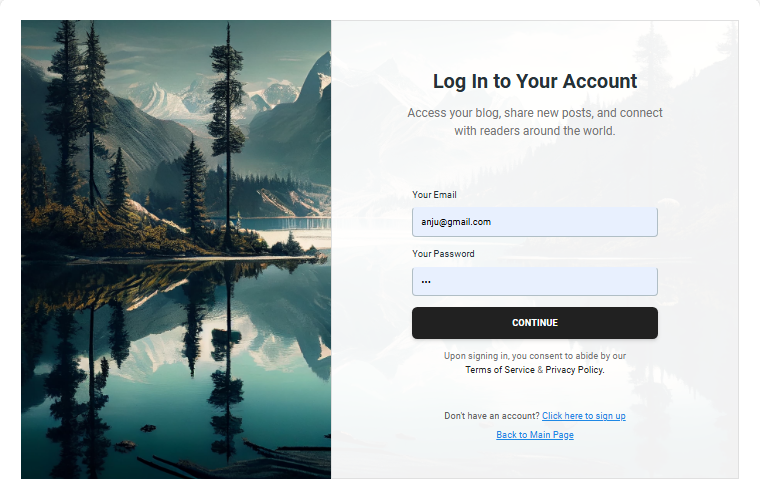 Log In to Your Account
Access your blog, share new posts, and connect
with readers around the world.
Your Email
anju@gmail.com
Your Password
•••
CONTINUE
Upon signing in, you consent to abide by our
Terms of Service & Privacy Policy.
Don't have an account? Click here to sign up
Back to Main Page